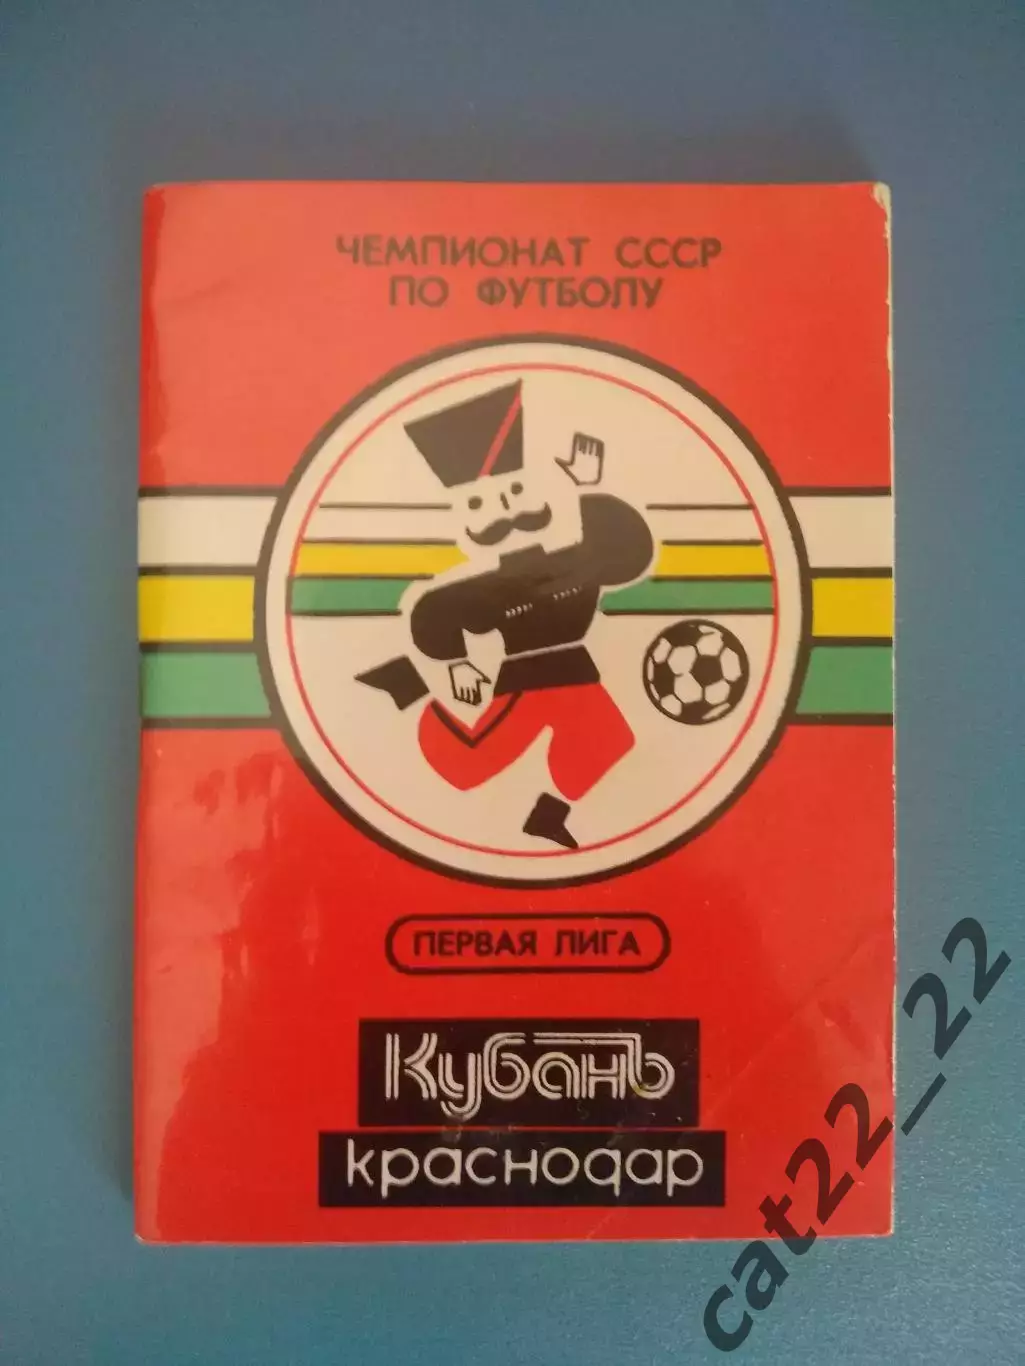 ЧЕМПИОНАТ СССР
ПО ФУТБОЛУ
ПЕРВАЯ ЛИГА
Кубань
краснодар
cat22_22